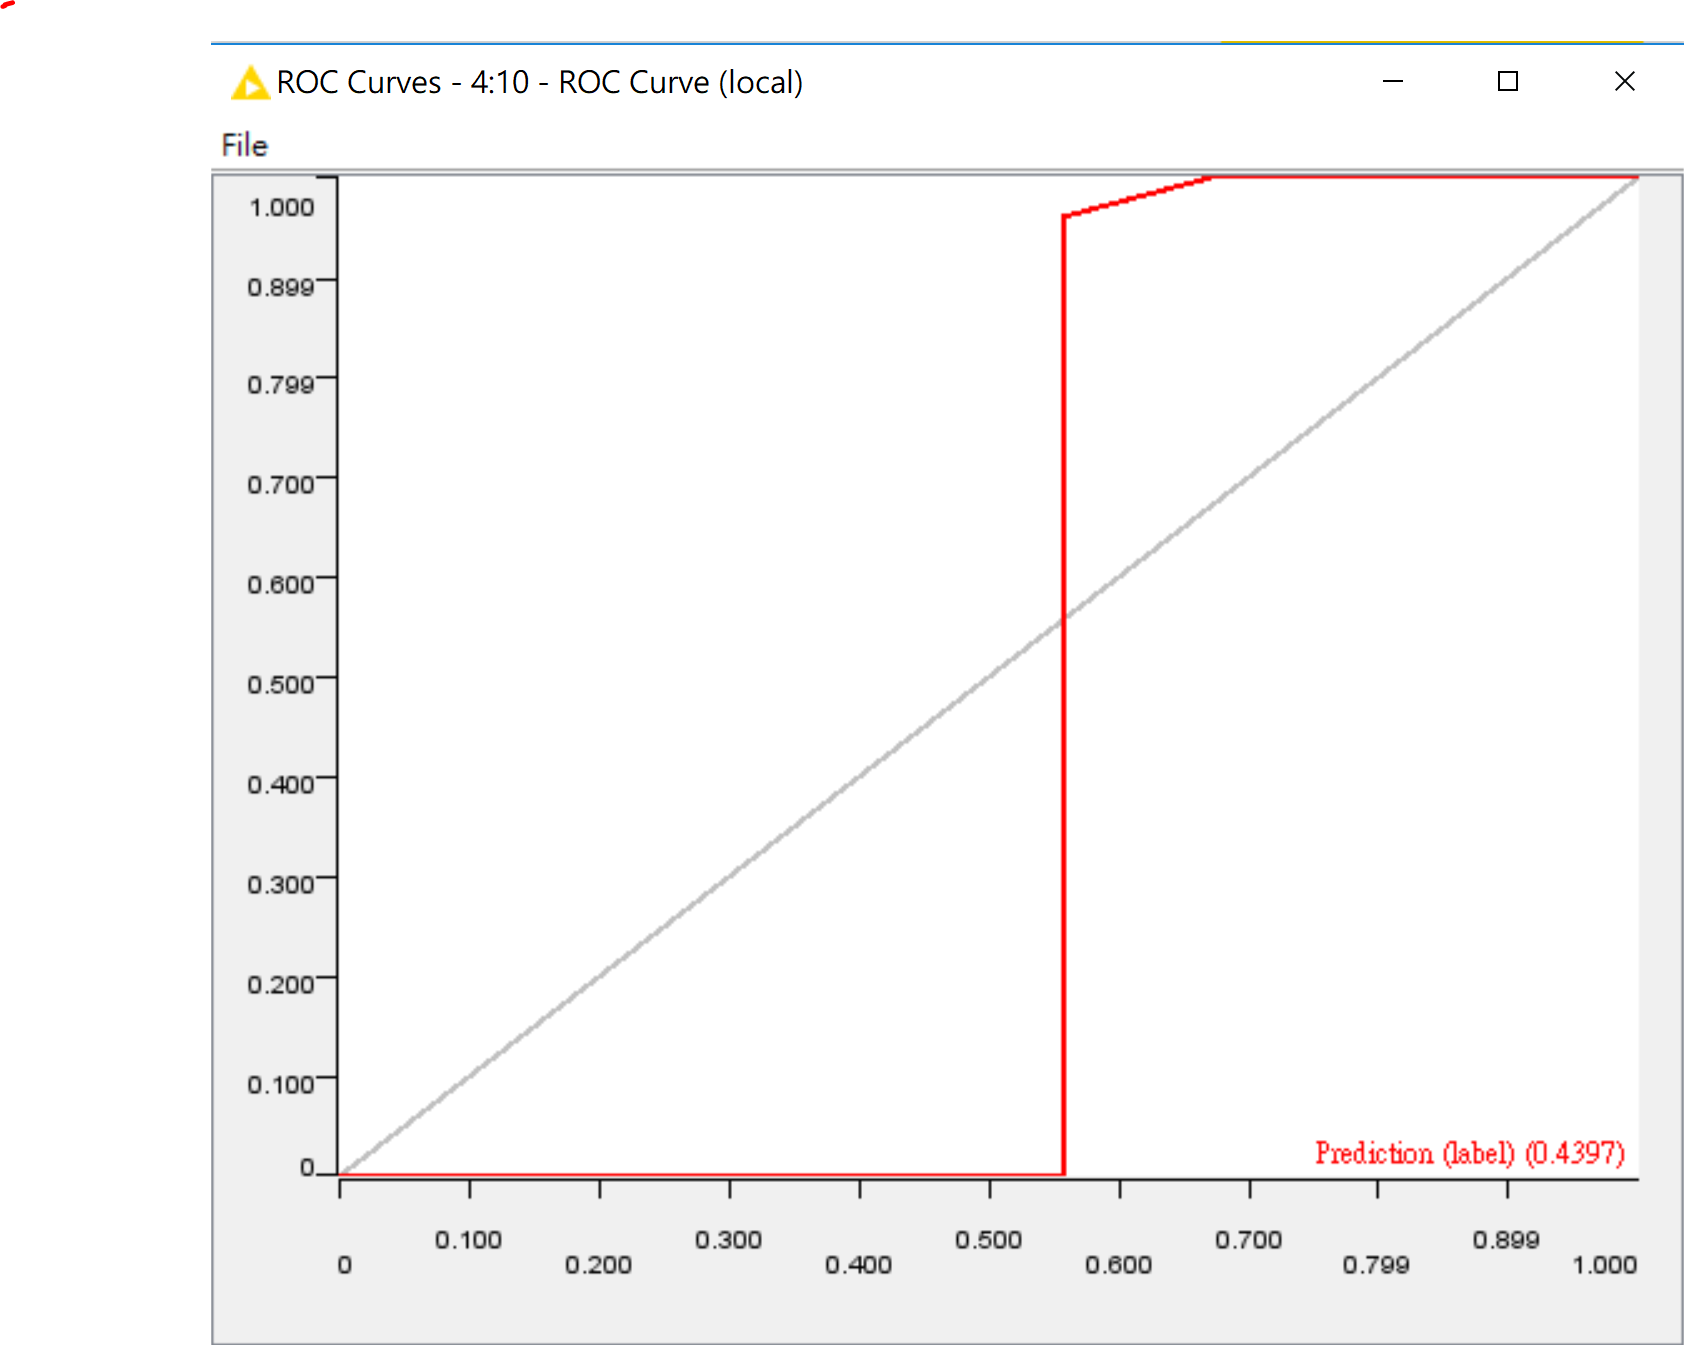 ROC Curves - 4:10 - ROC Curve (local)
File
1.000
0.899
0.799
0.700
0.600
0.500
0.400
0.300
0.200
0.100
0
Prediction (label) (0.4397)
0.100 0.300 0.500 0.700 0.899
0 0.200 0.400 0.600 0.799 1.000